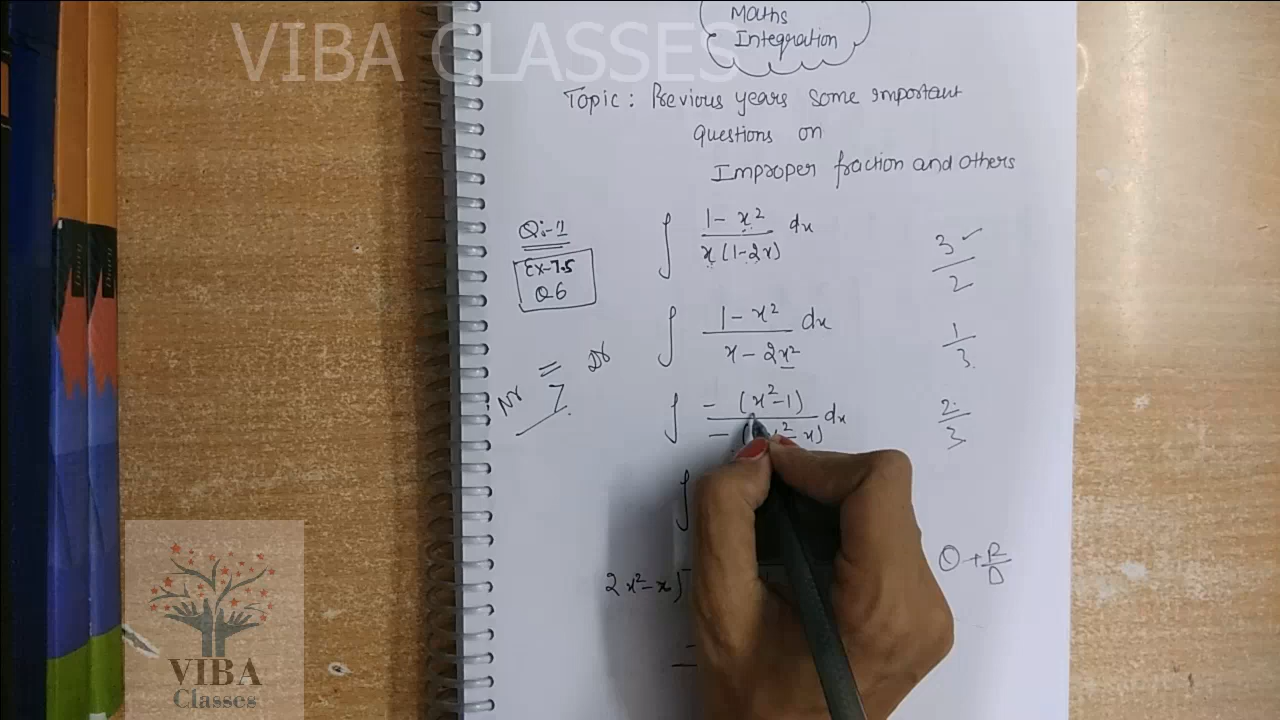 VIBA CLASSES
Maths
Integration
Topic: Previous years some important
questions on
Improper fraction and others
Q:-1
Ex-7.5
Q6
∫ 1-x² / x(1-2x) dx
∫ 1-x² / x-2x² dx
∫ -(x²-1) / -( x²-x) dx
∫
2x²-x)
Nr = Dr
3/2 ✓
1/3
2/3
Q+R/D
VIBA
Classes